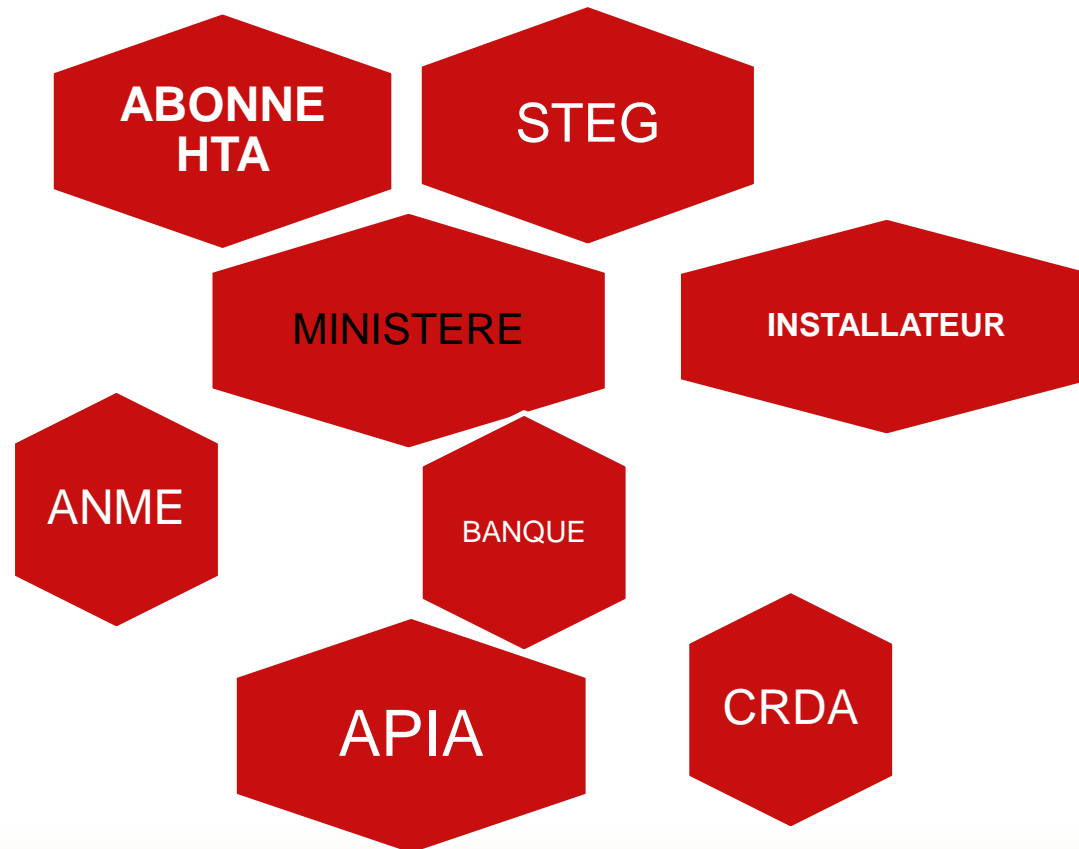 ABONNE
HTA
STEG
MINISTERE
INSTALLATEUR
ANME
BANQUE
APIA
CRDA